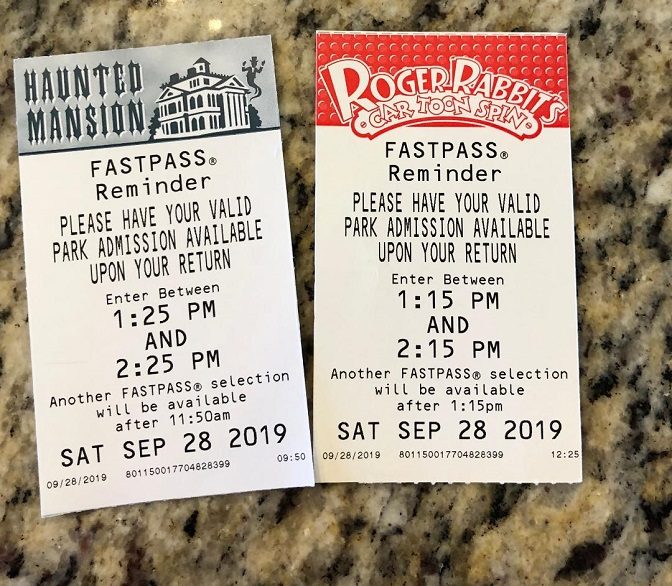 HAUNTED
MANSION
FASTPASS®
Reminder
PLEASE HAVE YOUR VALID
PARK ADMISSION AVAILABLE
UPON YOUR RETURN
Enter Between
1:25 PM
AND
2:25 PM
Another FASTPASS® selection
will be available
after 11:50am
SAT SEP 28 2019
09/28/2019 801150017704828399 09:50
ROGER RABBIT'S
CAR TOON SPIN
FASTPASS®
Reminder
PLEASE HAVE YOUR VALID
PARK ADMISSION AVAILABLE
UPON YOUR RETURN
Enter Between
1:15 PM
AND
2:15 PM
Another FASTPASS® selection
will be available
after 1:15pm
SAT SEP 28 2019
09/28/2019 801150017704828399 12:25